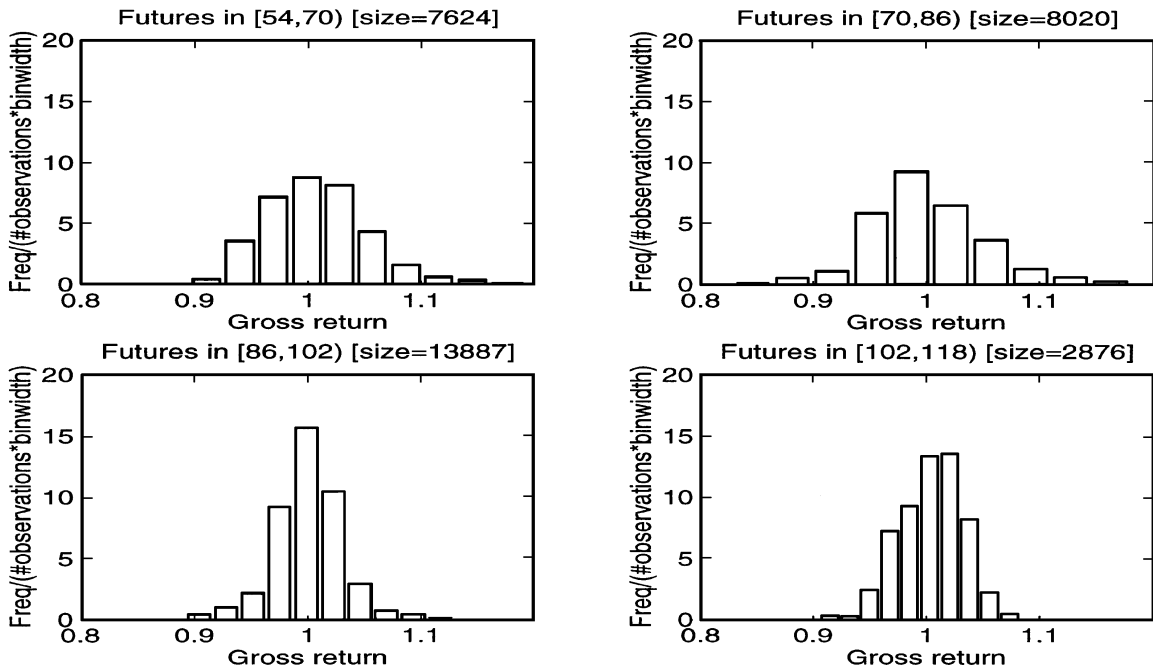 Futures in [54,70) [size=7624]
Freq/(#observations*binwidth)
20
15
10
5
0
0.8 0.9 1 1.1
Gross return
Futures in [70,86) [size=8020]
Freq/(#observations*binwidth)
20
15
10
5
0
0.8 0.9 1 1.1
Gross return
Futures in [86,102) [size=13887]
Freq/(#observations*binwidth)
20
15
10
5
0
0.8 0.9 1 1.1
Gross return
Futures in [102,118) [size=2876]
Freq/(#observations*binwidth)
20
15
10
5
0
0.8 0.9 1 1.1
Gross return